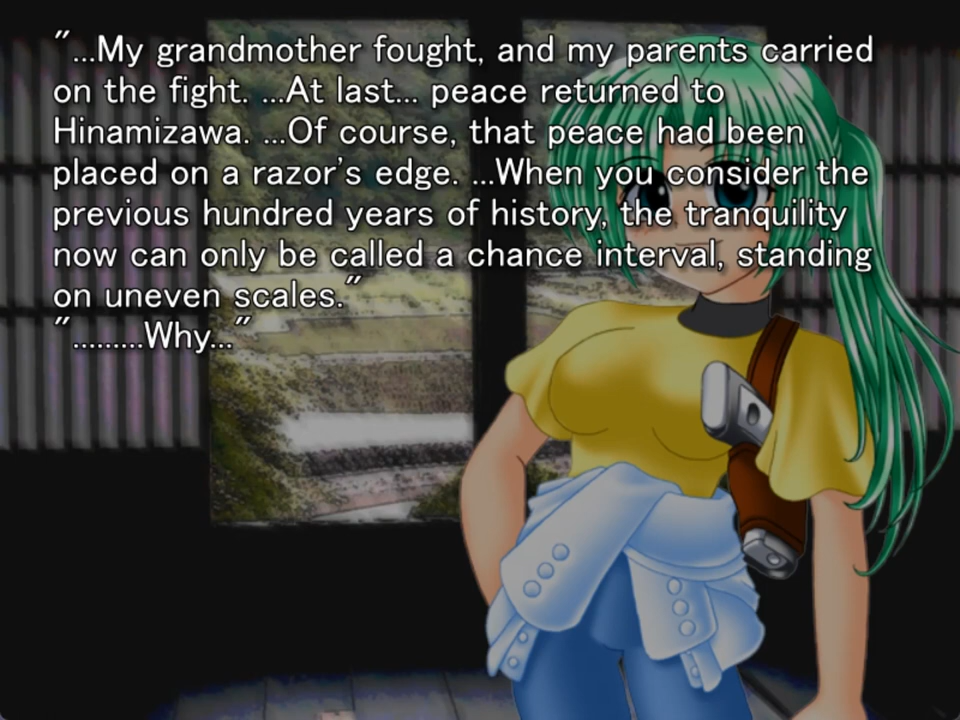 "...My grandmother fought, and my parents carried
on the fight. ...At last... peace returned to
Hinamizawa. ...Of course, that peace had been
placed on a razor's edge. ...When you consider the
previous hundred years of history, the tranquility
now can only be called a chance interval, standing
on uneven scales."
".........Why..."